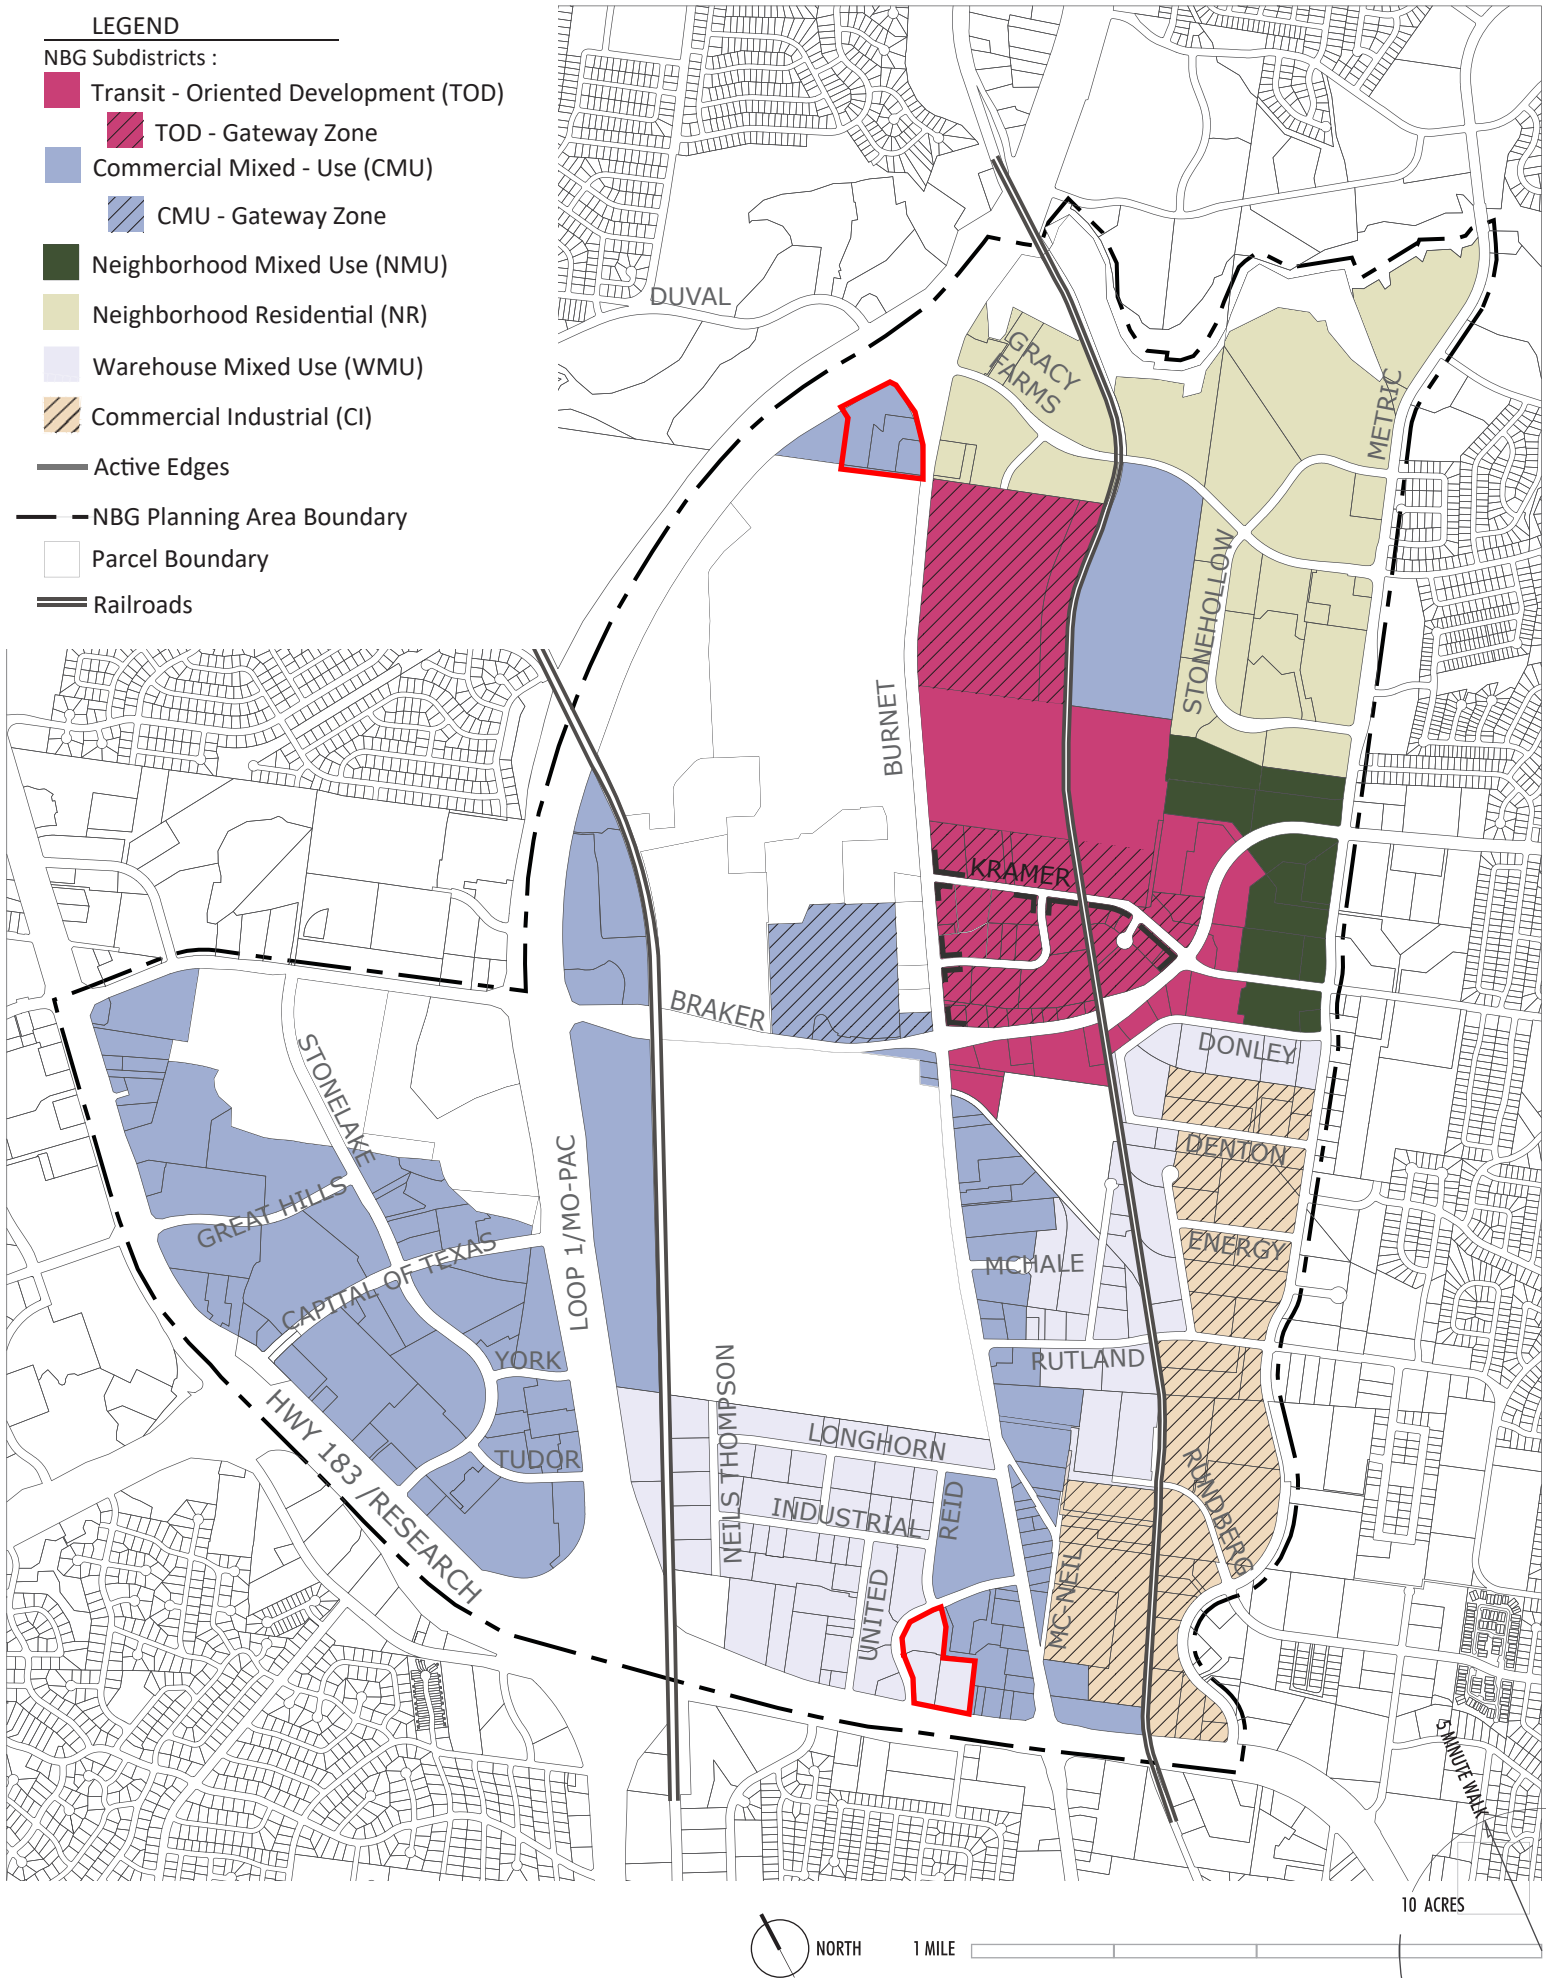 LEGEND
NBG Subdistricts :
Transit - Oriented Development (TOD)
TOD - Gateway Zone
Commercial Mixed - Use (CMU)
CMU - Gateway Zone
Neighborhood Mixed Use (NMU)
Neighborhood Residential (NR)
Warehouse Mixed Use (WMU)
Commercial Industrial (CI)
Active Edges
NBG Planning Area Boundary
Parcel Boundary
Railroads
DUVAL
GRACY
FARMS
METRIC
STONEHOLLOW
BURNET
KRAMER
BRAKER
DONLEY
STONELAKE
DENTON
GREAT HILLS
LOOP 1/MO-PAC
ENERGY
CAPITAL OF TEXAS
MCHALE
YORK
RUTLAND
HWY 183 /RESEARCH
NEILS THOMPSON
LONGHORN
TUDOR
RUNDBERG
INDUSTRIAL
REID
UNITED
MC NEIL
5 MINUTE WALK
10 ACRES
NORTH
1 MILE